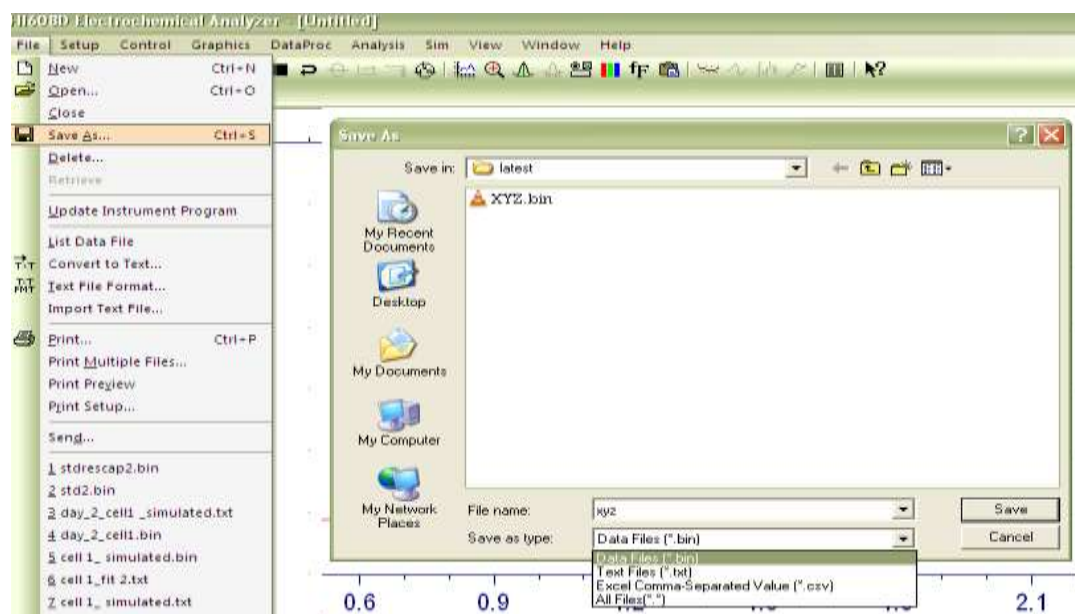 CHI608D Electrochemical Analyzer - [Untitled]
File Setup Control Graphics DataProc Analysis Sim View Window Help
New Ctrl+N
Open... Ctrl+O
Close
Save As... Ctrl+S
Delete...
Retrieve
Update Instrument Program
List Data File
Convert to Text...
Text File Format...
Import Text File...
Print... Ctrl+P
Print Multiple Files...
Print Preview
Print Setup...
Send...
1 stdrescap2.bin
2 std2.bin
3 day_2_cell1 _simulated.txt
4 day_2_cell1.bin
5 cell 1_ simulated.bin
6 cell 1_fit 2.txt
7 cell 1_ simulated.txt
Save As
Save in: latest
XYZ.bin
My Recent
Documents
Desktop
My Documents
My Computer
My Network
Places
File name: xyz Save
Save as type: Data Files (*.bin) Cancel
Data Files (*.bin)
Text Files (*.txt)
Excel Comma-Separated Value (*.csv)
All Files(*.*)
0.6 0.9 2.1